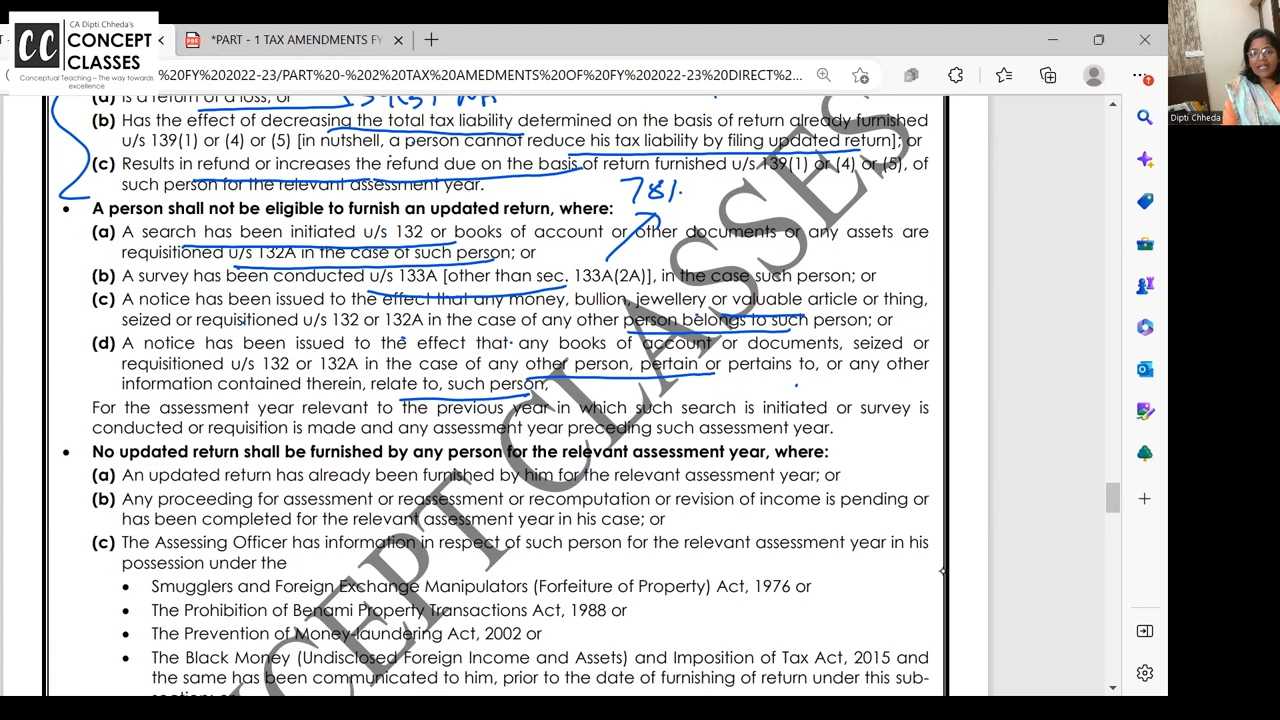 CA Dipti Chheda's
CC CONCEPT CLASSES
Conceptual Teaching – The way towards excellence
*PART - 1 TAX AMENDMENTS FY
%20FY%202022-23/PART%20-%202%20TAX%20AMEDMENTS%20OF%20FY%202022-23%20DIRECT%2...
(a) Is a return of a loss, or
(b) Has the effect of decreasing the total tax liability determined on the basis of return already furnished
u/s 139(1) or (4) or (5) [in nutshell, a person cannot reduce his tax liability by filing updated return]; or
(c) Results in refund or increases the refund due on the basis of return furnished u/s 139(1) or (4) or (5), of
such person for the relevant assessment year.
78%
• A person shall not be eligible to furnish an updated return, where:
(a) A search has been initiated u/s 132 or books of account or other documents or any assets are
requisitioned u/s 132A in the case of such person; or
(b) A survey has been conducted u/s 133A [other than sec. 133A(2A)], in the case such person; or
(c) A notice has been issued to the effect that any money, bullion, jewellery or valuable article or thing,
seized or requisitioned u/s 132 or 132A in the case of any other person belongs to such person; or
(d) A notice has been issued to the effect that any books of account or documents, seized or
requisitioned u/s 132 or 132A in the case of any other person, pertain or pertains to, or any other
information contained therein, relate to, such person,
For the assessment year relevant to the previous year in which such search is initiated or survey is
conducted or requisition is made and any assessment year preceding such assessment year.
• No updated return shall be furnished by any person for the relevant assessment year, where:
(a) An updated return has already been furnished by him for the relevant assessment year; or
(b) Any proceeding for assessment or reassessment or recomputation or revision of income is pending or
has been completed for the relevant assessment year in his case; or
(c) The Assessing Officer has information in respect of such person for the relevant assessment year in his
possession under the
• Smugglers and Foreign Exchange Manipulators (Forfeiture of Property) Act, 1976 or
• The Prohibition of Benami Property Transactions Act, 1988 or
• The Prevention of Money-laundering Act, 2002 or
• The Black Money (Undisclosed Foreign Income and Assets) and Imposition of Tax Act, 2015 and
the same has been communicated to him, prior to the date of furnishing of return under this sub-
section; or
CONCEPT CLASSES
Dipti Chheda